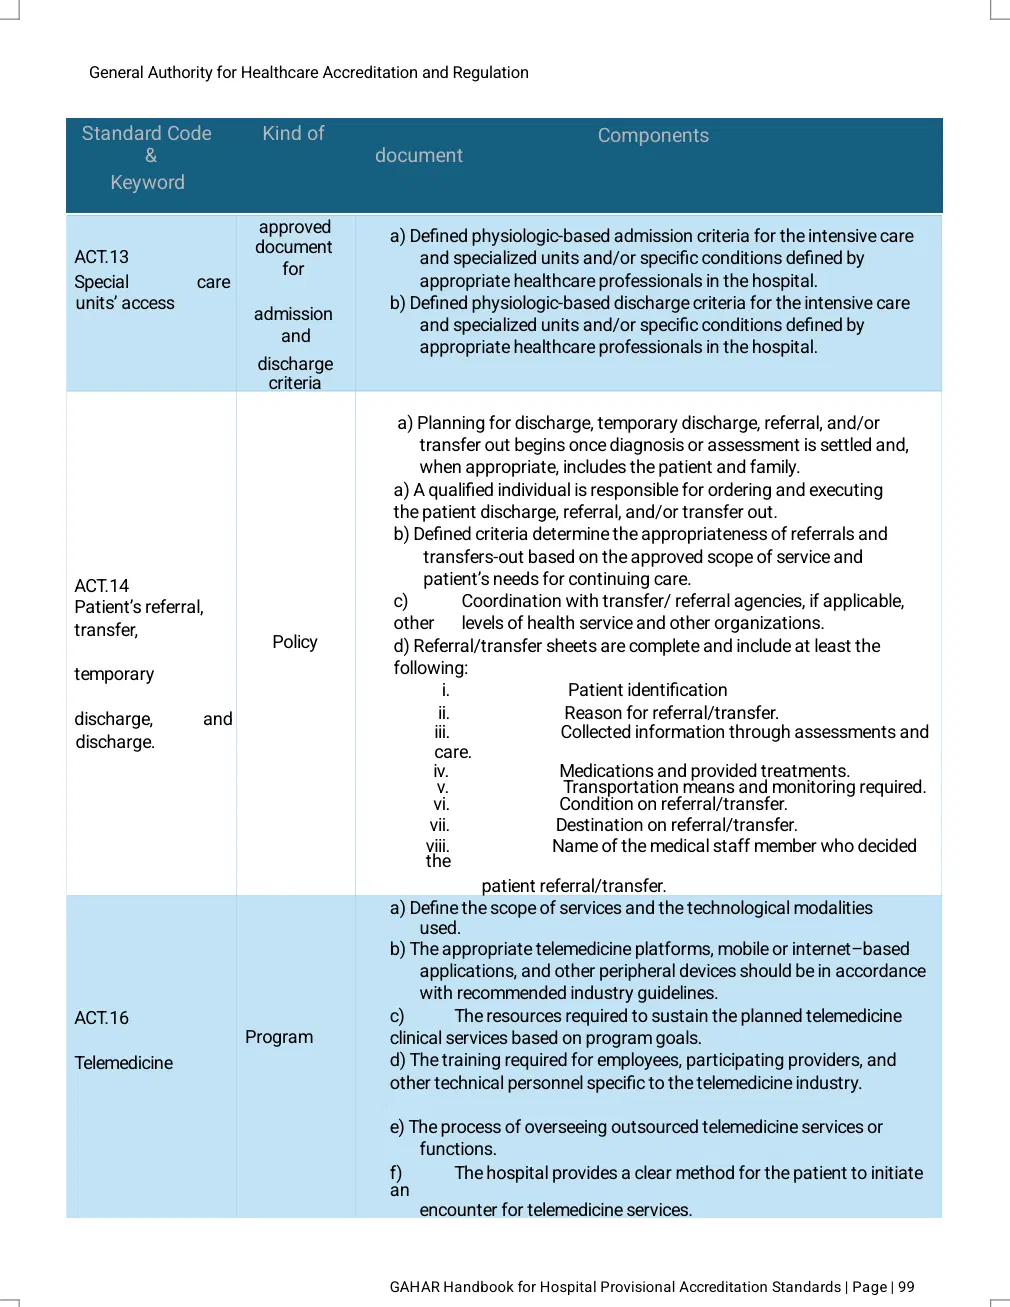 General Authority for Healthcare Accreditation and Regulation
Standard Code
&
Keyword
Kind of
document
Components
ACT.13
Special care
units’ access
approved
document
for
admission
and
discharge
criteria
a) Defined physiologic-based admission criteria for the intensive care
and specialized units and/or specific conditions defined by
appropriate healthcare professionals in the hospital.
b) Defined physiologic-based discharge criteria for the intensive care
and specialized units and/or specific conditions defined by
appropriate healthcare professionals in the hospital.
ACT.14
Patient’s referral,
transfer,
temporary
discharge, and
discharge.
Policy
a) Planning for discharge, temporary discharge, referral, and/or
transfer out begins once diagnosis or assessment is settled and,
when appropriate, includes the patient and family.
a) A qualified individual is responsible for ordering and executing
the patient discharge, referral, and/or transfer out.
b) Defined criteria determine the appropriateness of referrals and
transfers-out based on the approved scope of service and
patient’s needs for continuing care.
c) Coordination with transfer/ referral agencies, if applicable,
other levels of health service and other organizations.
d) Referral/transfer sheets are complete and include at least the
following:
i. Patient identification
ii. Reason for referral/transfer.
iii. Collected information through assessments and
care.
iv. Medications and provided treatments.
v. Transportation means and monitoring required.
vi. Condition on referral/transfer.
vii. Destination on referral/transfer.
viii. Name of the medical staff member who decided
the
patient referral/transfer.
ACT.16
Telemedicine
Program
a) Define the scope of services and the technological modalities
used.
b) The appropriate telemedicine platforms, mobile or internet–based
applications, and other peripheral devices should be in accordance
with recommended industry guidelines.
c) The resources required to sustain the planned telemedicine
clinical services based on program goals.
d) The training required for employees, participating providers, and
other technical personnel specific to the telemedicine industry.
e) The process of overseeing outsourced telemedicine services or
functions.
f) The hospital provides a clear method for the patient to initiate
an
encounter for telemedicine services.
GAHAR Handbook for Hospital Provisional Accreditation Standards | Page | 99